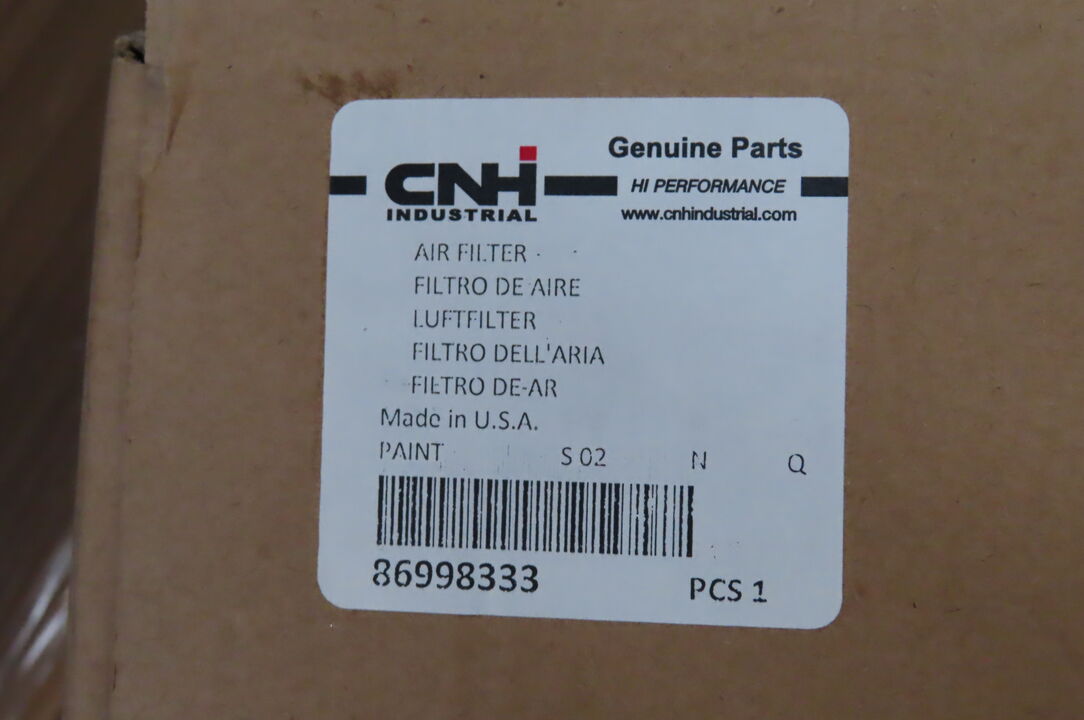 CNH
INDUSTRIAL
Genuine Parts
HI PERFORMANCE
www.cnhindustrial.com
AIR FILTER
FILTRO DE AIRE
LUFTFILTER
FILTRO DELL'ARIA
FILTRO DE AR
Made in U.S.A.
PAINT S 02 N Q
86998333 PCS 1